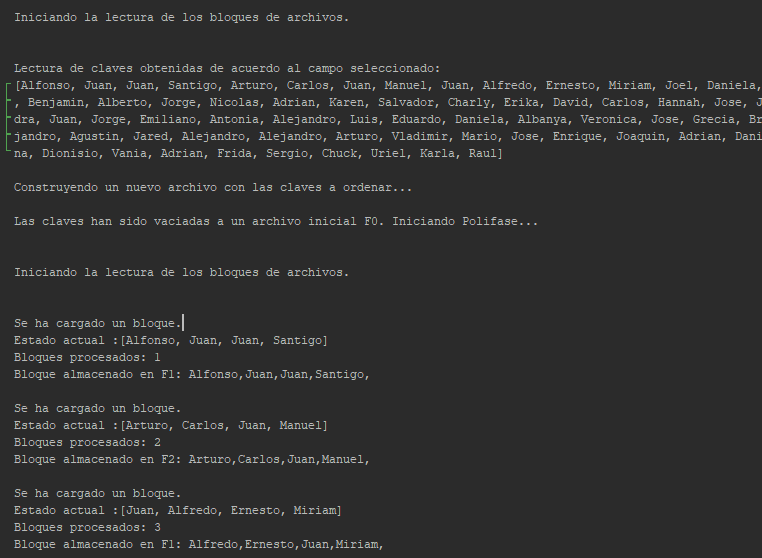 Iniciando la lectura de los bloques de archivos.
Lectura de claves obtenidas de acuerdo al campo seleccionado:
[Alfonso, Juan, Juan, Santigo, Arturo, Carlos, Juan, Manuel, Juan, Alfredo, Ernesto, Miriam, Joel, Daniela,
, Benjamin, Alberto, Jorge, Nicolas, Adrian, Karen, Salvador, Charly, Erika, David, Carlos, Hannah, Jose, J
dra, Juan, Jorge, Emiliano, Antonia, Alejandro, Luis, Eduardo, Daniela, Albanya, Veronica, Jose, Grecia, Br
jandro, Agustin, Jared, Alejandro, Alejandro, Arturo, Vladimir, Mario, Jose, Enrique, Joaquin, Adrian, Dani
na, Dionisio, Vania, Adrian, Frida, Sergio, Chuck, Uriel, Karla, Raul]
Construyendo un nuevo archivo con las claves a ordenar...
Las claves han sido vaciadas a un archivo inicial F0. Iniciando Polifase...
Iniciando la lectura de los bloques de archivos.
Se ha cargado un bloque.
Estado actual :[Alfonso, Juan, Juan, Santigo]
Bloques procesados: 1
Bloque almacenado en F1: Alfonso,Juan,Juan,Santigo,
Se ha cargado un bloque.
Estado actual :[Arturo, Carlos, Juan, Manuel]
Bloques procesados: 2
Bloque almacenado en F2: Arturo,Carlos,Juan,Manuel,
Se ha cargado un bloque.
Estado actual :[Juan, Alfredo, Ernesto, Miriam]
Bloques procesados: 3
Bloque almacenado en F1: Alfredo,Ernesto,Juan,Miriam,